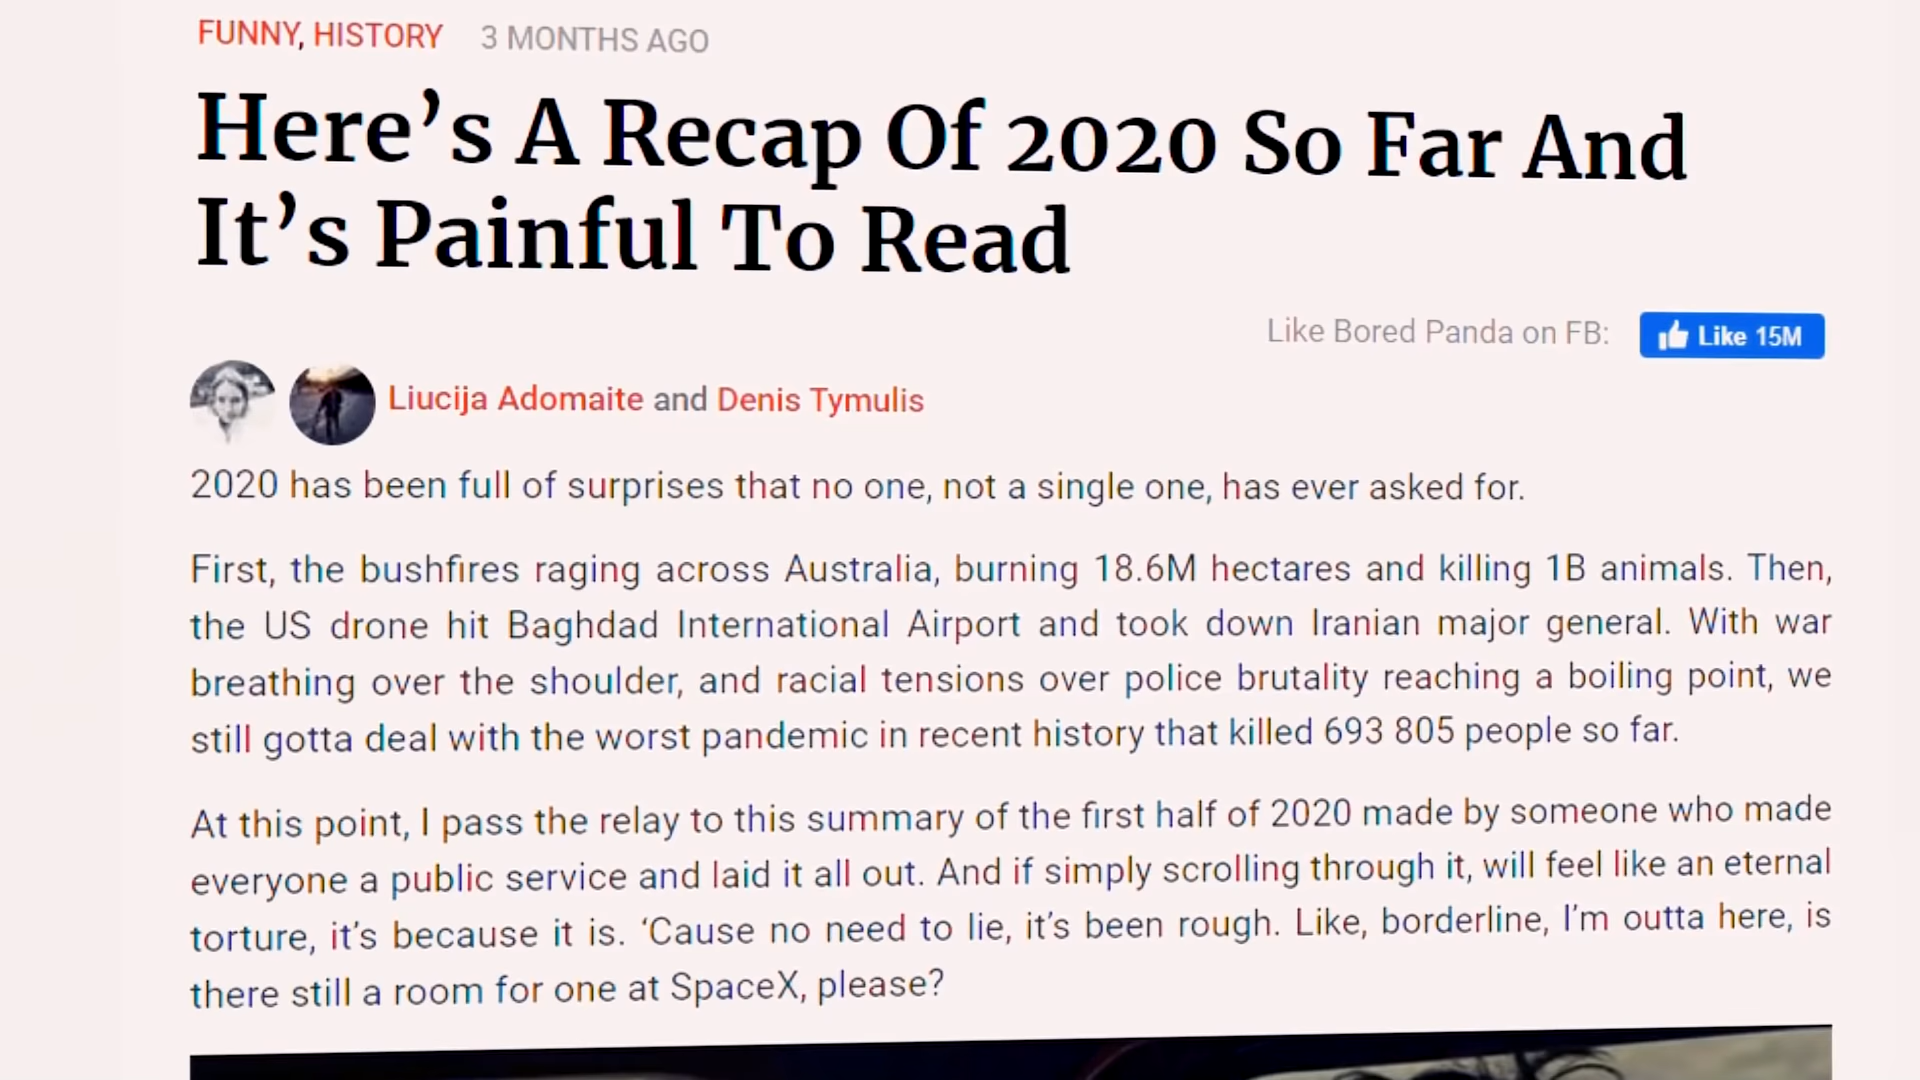 FUNNY, HISTORY 3 MONTHS AGO
Here’s A Recap Of 2020 So Far And
It’s Painful To Read
Like Bored Panda on FB: Like 15M
Liucija Adomaite and Denis Tymulis
2020 has been full of surprises that no one, not a single one, has ever asked for.
First, the bushfires raging across Australia, burning 18.6M hectares and killing 1B animals. Then,
the US drone hit Baghdad International Airport and took down Iranian major general. With war
breathing over the shoulder, and racial tensions over police brutality reaching a boiling point, we
still gotta deal with the worst pandemic in recent history that killed 693 805 people so far.
At this point, I pass the relay to this summary of the first half of 2020 made by someone who made
everyone a public service and laid it all out. And if simply scrolling through it, will feel like an eternal
torture, it’s because it is. ‘Cause no need to lie, it’s been rough. Like, borderline, I’m outta here, is
there still a room for one at SpaceX, please?